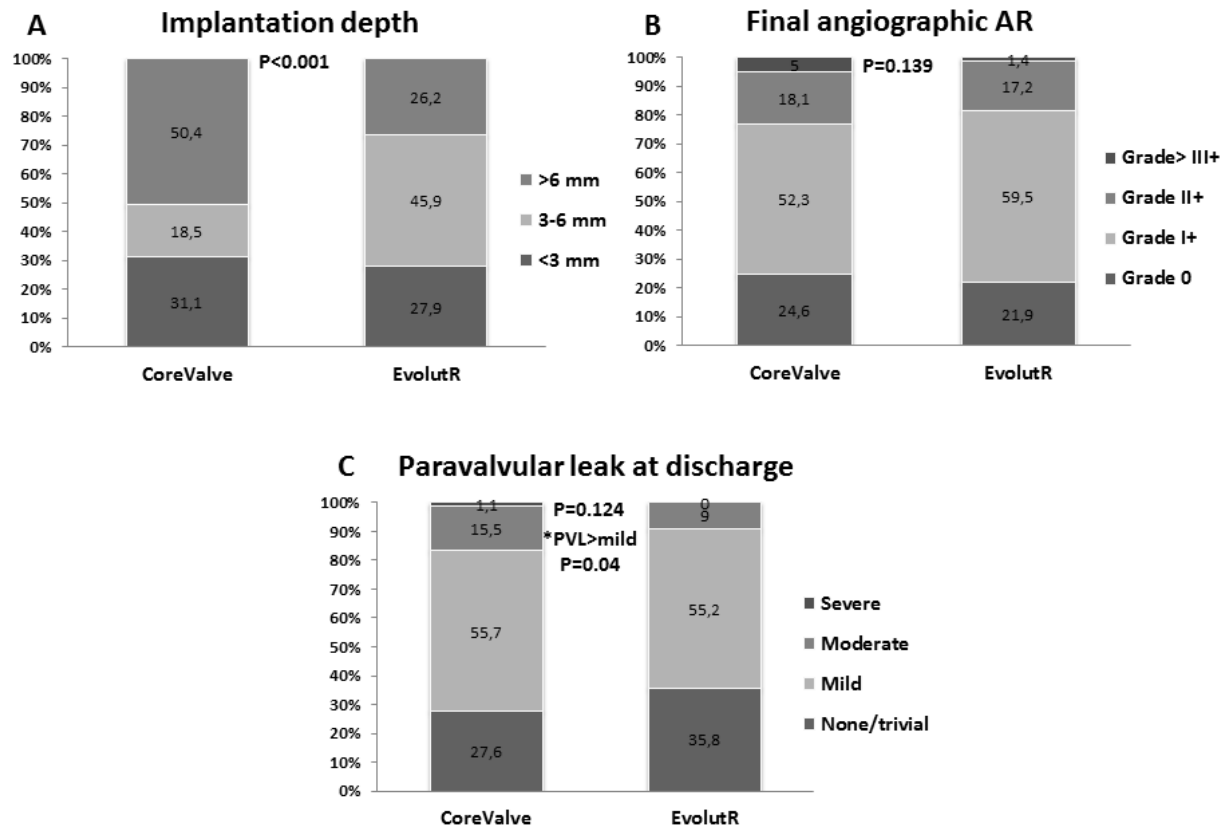 A Implantation depth
100%
90%
80%
70%
60%
50%
40%
30%
20%
10%
0%
P<0.001
50,4
18,5
31,1
26,2
45,9
27,9
CoreValve EvolutR
>6 mm
3-6 mm
<3 mm
B Final angiographic AR
100%
90%
80%
70%
60%
50%
40%
30%
20%
10%
0%
5
18,1
52,3
24,6
P=0.139
1,4
17,2
59,5
21,9
CoreValve EvolutR
Grade> III+
Grade II+
Grade I+
Grade 0
C Paravalvular leak at discharge
100%
90%
80%
70%
60%
50%
40%
30%
20%
10%
0%
1,1
15,5
55,7
27,6
P=0.124
*PVL>mild
P=0.04
0
9
55,2
35,8
CoreValve EvolutR
Severe
Moderate
Mild
None/trivial